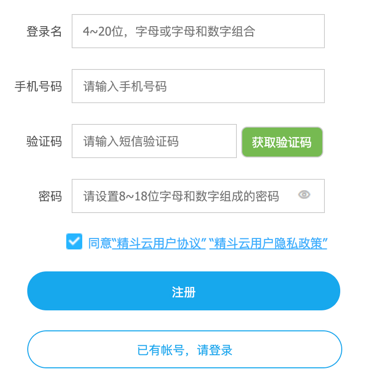 登录名 4~20位，字母或字母和数字组合
手机号码 请输入手机号码
验证码 请输入短信验证码 获取验证码
密码 请设置8~18位字母和数字组成的密码
同意“精斗云用户协议” “精斗云用户隐私政策”
注册
已有帐号，请登录